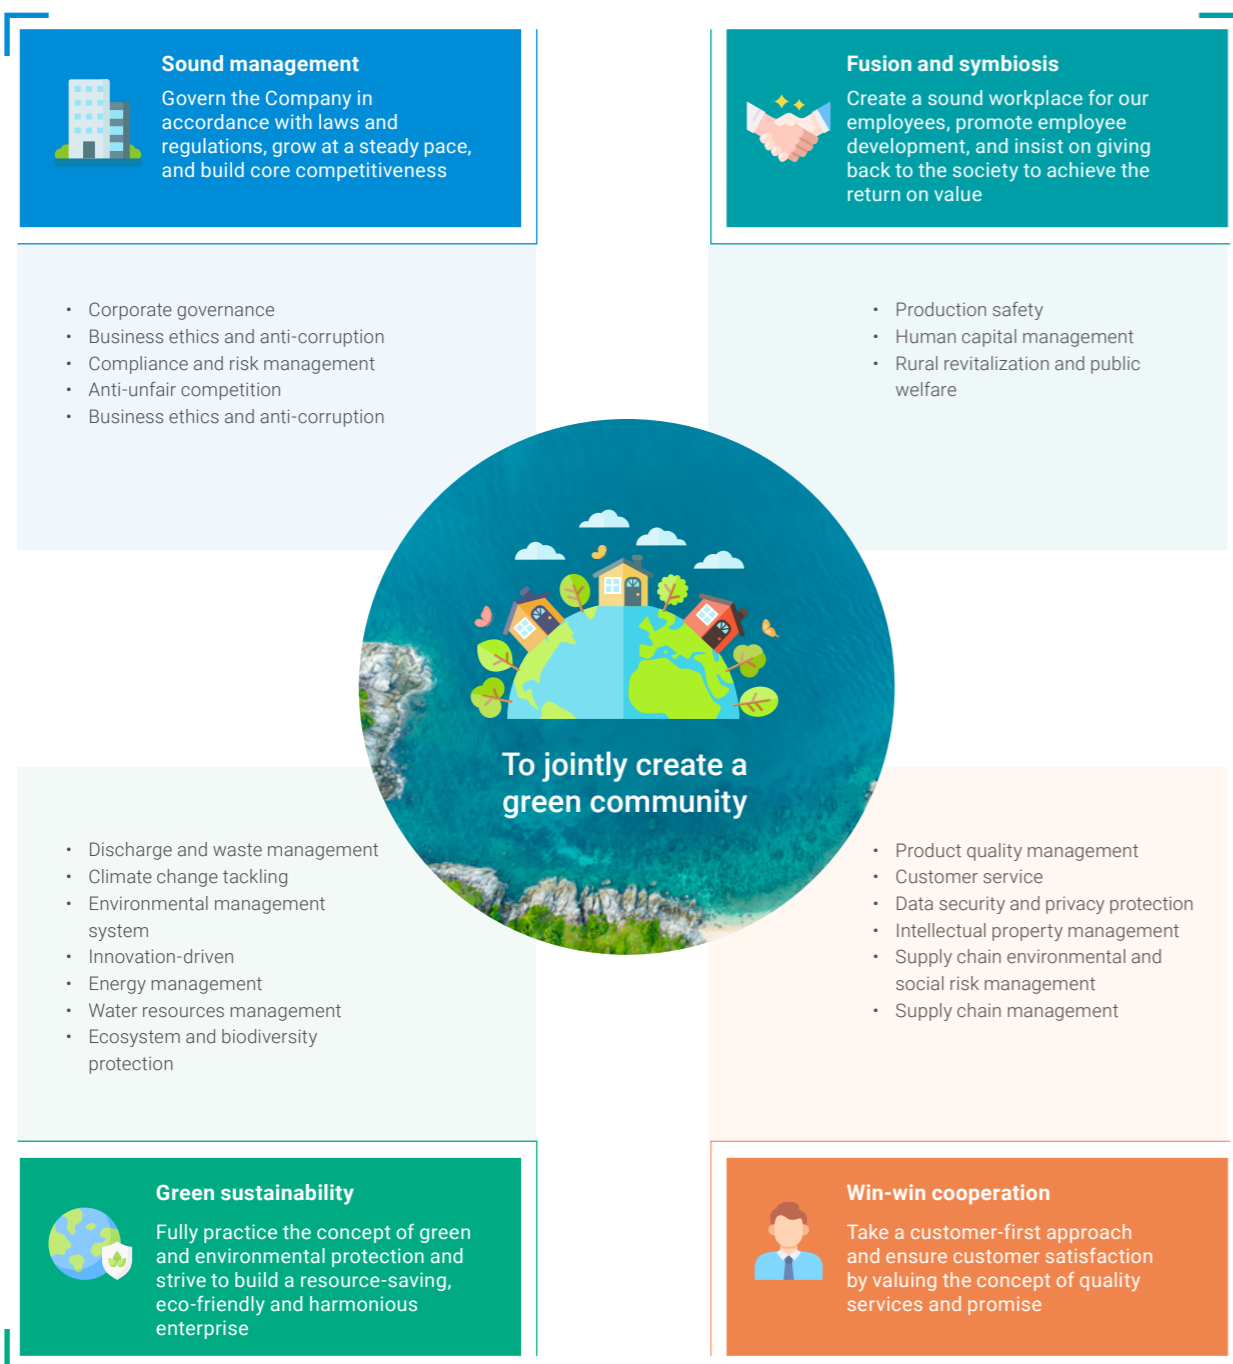 Sound management
Govern the Company in
accordance with laws and
regulations, grow at a steady pace,
and build core competitiveness
Fusion and symbiosis
Create a sound workplace for our
employees, promote employee
development, and insist on giving
back to the society to achieve the
return on value
• Corporate governance
• Business ethics and anti-corruption
• Compliance and risk management
• Anti-unfair competition
• Business ethics and anti-corruption
• Production safety
• Human capital management
• Rural revitalization and public
welfare
To jointly create a
green community
• Discharge and waste management
• Climate change tackling
• Environmental management
system
• Innovation-driven
• Energy management
• Water resources management
• Ecosystem and biodiversity
protection
• Product quality management
• Customer service
• Data security and privacy protection
• Intellectual property management
• Supply chain environmental and
social risk management
• Supply chain management
Green sustainability
Fully practice the concept of green
and environmental protection and
strive to build a resource-saving,
eco-friendly and harmonious
enterprise
Win-win cooperation
Take a customer-first approach
and ensure customer satisfaction
by valuing the concept of quality
services and promise